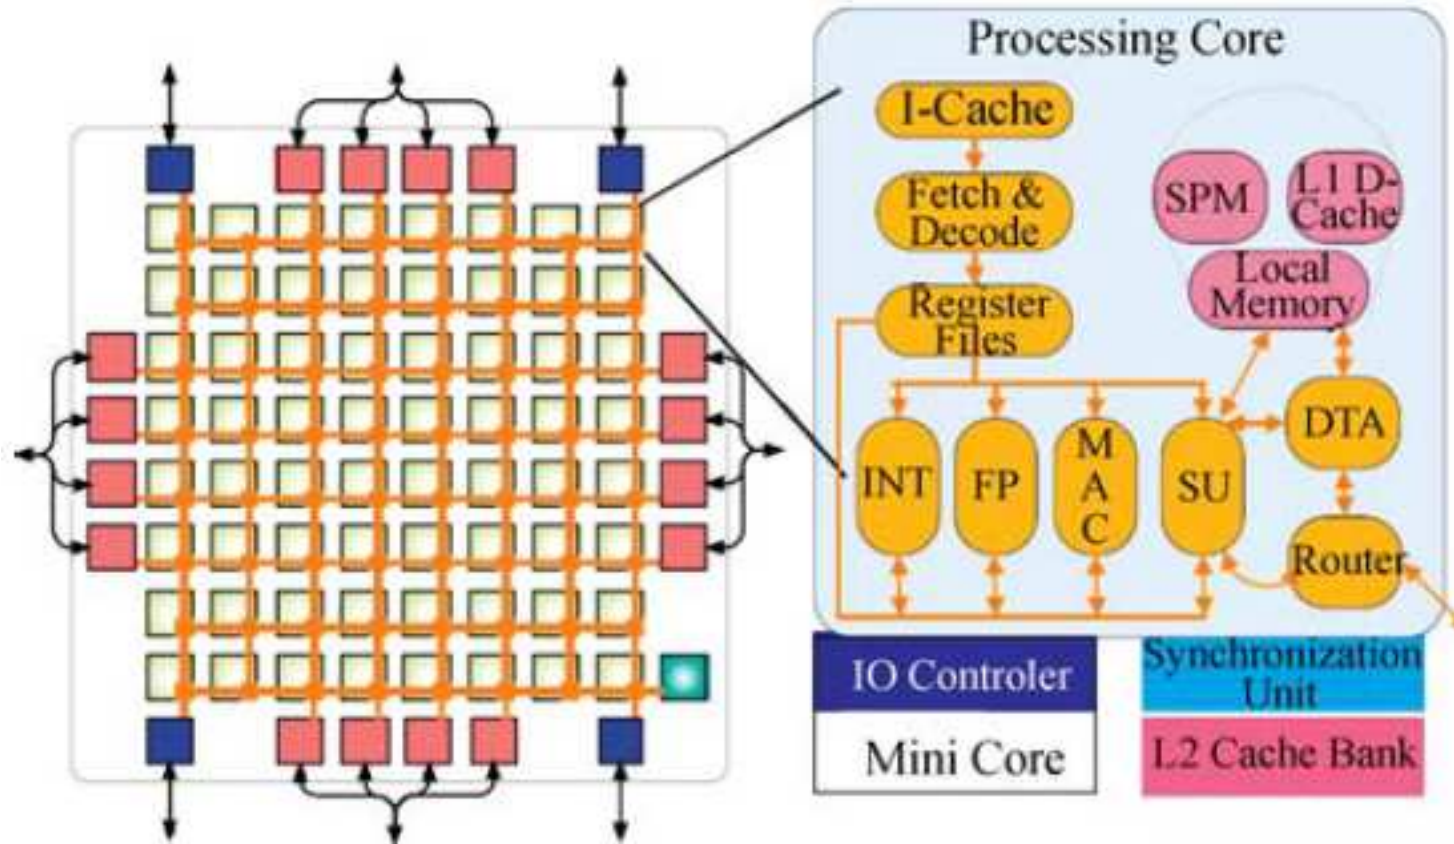 Processing Core
I-Cache
Fetch &
Decode
Register
Files
SPM
L1 D-
Cache
Local
Memory
INT
FP
M
A
C
SU
DTA
Router
IO Controler
Synchronization
Unit
Mini Core
L2 Cache Bank